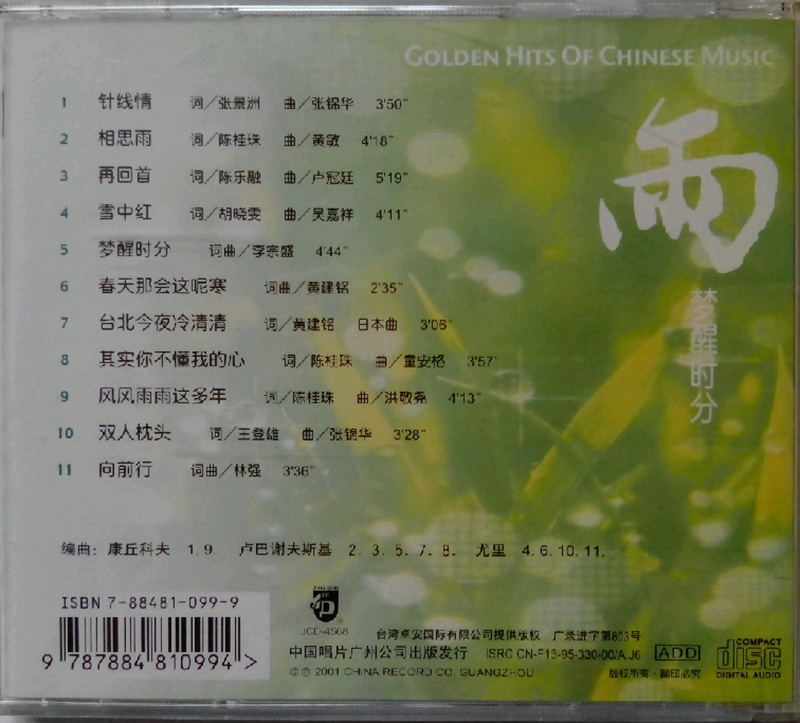 GOLDEN HITS OF CHINESE MUSIC
1 针线情 词／张景洲 曲／张锦华 3'50"
2 相思雨 词／陈桂珠 曲／黄敏 4'18"
3 再回首 词／陈乐融 曲／卢冠廷 5'19"
4 雪中红 词／胡晓雯 曲／吴嘉祥 4'11"
5 梦醒时分 词曲／李宗盛 4'44"
6 春天那会这呢寒 词曲／黄建铭 2'35"
7 台北今夜冷清清 词／黄建铭 日本曲 3'06"
8 其实你不懂我的心 词／陈桂珠 曲／童安格 3'57"
9 风风雨雨这多年 词／陈桂珠 曲／洪敬尧 4'13"
10 双人枕头 词／王登雄 曲／张锦华 3'28"
11 向前行 词曲／林强 3'36"
雨
梦醒时分
编曲：康丘科夫 1.9. 卢巴谢夫斯基 2.3.5.7.8. 尤里 4.6.10.11.
ISBN 7-88481-099-9
9 787884 810994 >
JCD-4568
台湾卓安国际有限公司提供版权 广录进字第803号
中国唱片广州公司出版发行 ISRC CN-F13-95-330-00/A.J6
ADD
COMPACT
disc
DIGITAL AUDIO
©℗ 2001 CHINA RECORD CO. GUANGZHOU
版权所有·翻印必究